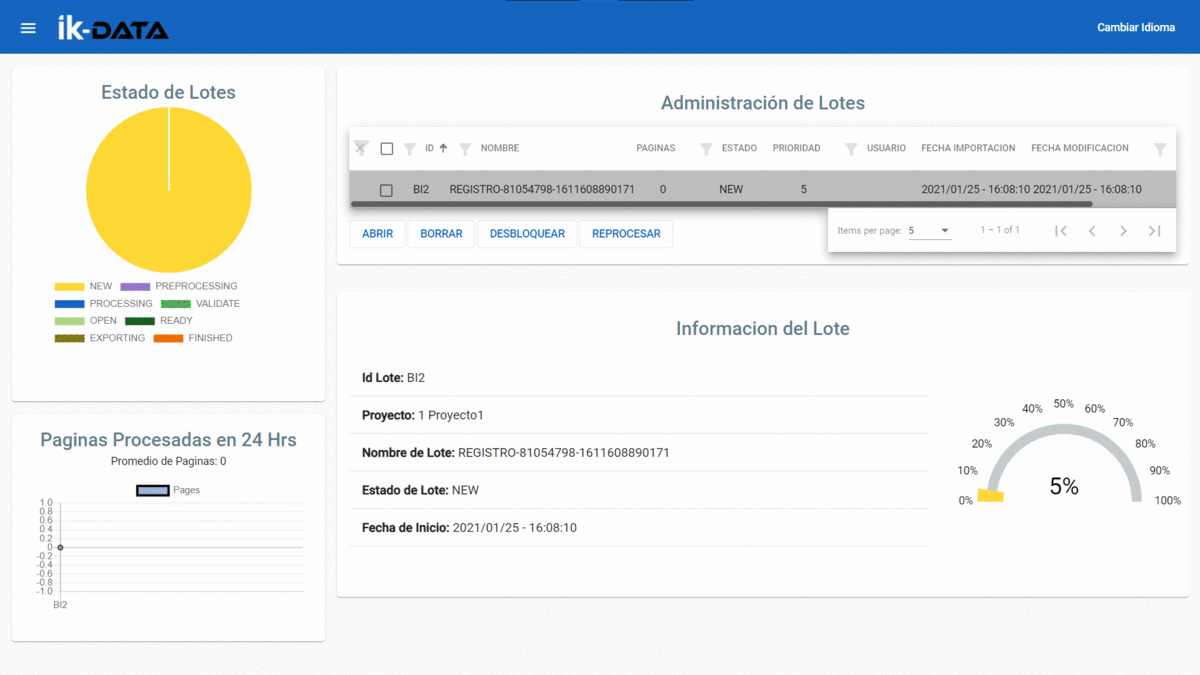 ik-DATA
Cambiar Idioma
Estado de Lotes
NEW PREPROCESSING
PROCESSING VALIDATE
OPEN READY
EXPORTING FINISHED
Paginas Procesadas en 24 Hrs
Promedio de Paginas: 0
Pages
1.0
0.8
0.6
0.4
0.2
0
-0.2
-0.4
-0.6
-0.8
-1.0
BI2
Administración de Lotes
ID NOMBRE PAGINAS ESTADO PRIORIDAD USUARIO FECHA IMPORTACION FECHA MODIFICACION
BI2 REGISTRO-81054798-1611608890171 0 NEW 5 2021/01/25 - 16:08:10 2021/01/25 - 16:08:10
ABRIR BORRAR DESBLOQUEAR REPROCESAR
Items per page: 5 1 – 1 of 1
Informacion del Lote
Id Lote: BI2
Proyecto: 1 Proyecto1
Nombre de Lote: REGISTRO-81054798-1611608890171
Estado de Lote: NEW
Fecha de Inicio: 2021/01/25 - 16:08:10
0%
10%
20%
30%
40%
50%
60%
70%
80%
90%
100%
5%